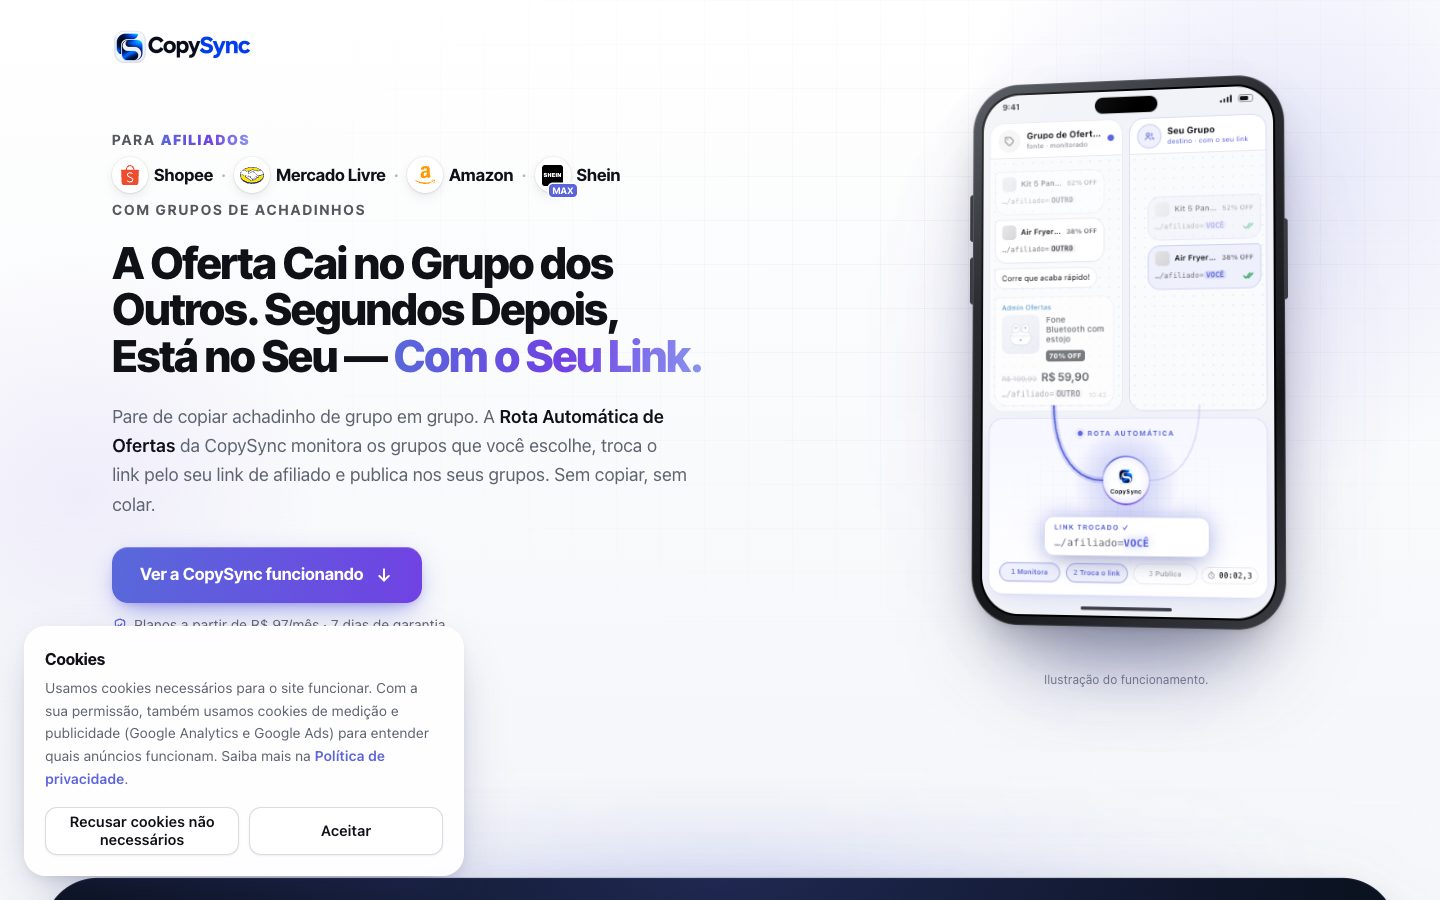 CopySync
PARA AFILIADOS
Shopee · Mercado Livre · Amazon · SHEIN MAX Shein
COM GRUPOS DE ACHADINHOS
A Oferta Cai no Grupo dos
Outros. Segundos Depois,
Está no Seu — Com o Seu Link.
Pare de copiar achadinho de grupo em grupo. A Rota Automática de
Ofertas da CopySync monitora os grupos que você escolhe, troca o
link pelo seu link de afiliado e publica nos seus grupos. Sem copiar, sem
colar.
Ver a CopySync funcionando ↓
Planos a partir de R$ 97/mês · 7 dias de garantia
Cookies
Usamos cookies necessários para o site funcionar. Com a
sua permissão, também usamos cookies de medição e
publicidade (Google Analytics e Google Ads) para entender
quais anúncios funcionam. Saiba mais na Política de
privacidade.
Recusar cookies não
necessários
Aceitar
9:41
Grupo de Ofert...
fonte · monitorado
Kit 5 Pan... 52% OFF
…/afiliado=OUTRO
Air Fryer... 38% OFF
…/afiliado=OUTRO
Corre que acaba rápido!
Admin Ofertas
Fone
Bluetooth com
estojo
70% OFF
R$ 199,90 R$ 59,90
…/afiliado=OUTRO 10:42
Seu Grupo
destino · com o seu link
Kit 5 Pan... 52% OFF
…/afiliado=VOCÊ
Air Fryer... 38% OFF
…/afiliado=VOCÊ
ROTA AUTOMÁTICA
CopySync
LINK TROCADO ✓
…/afiliado=VOCÊ
1 Monitora
2 Troca o link
3 Publica
00:02,3
Ilustração do funcionamento.